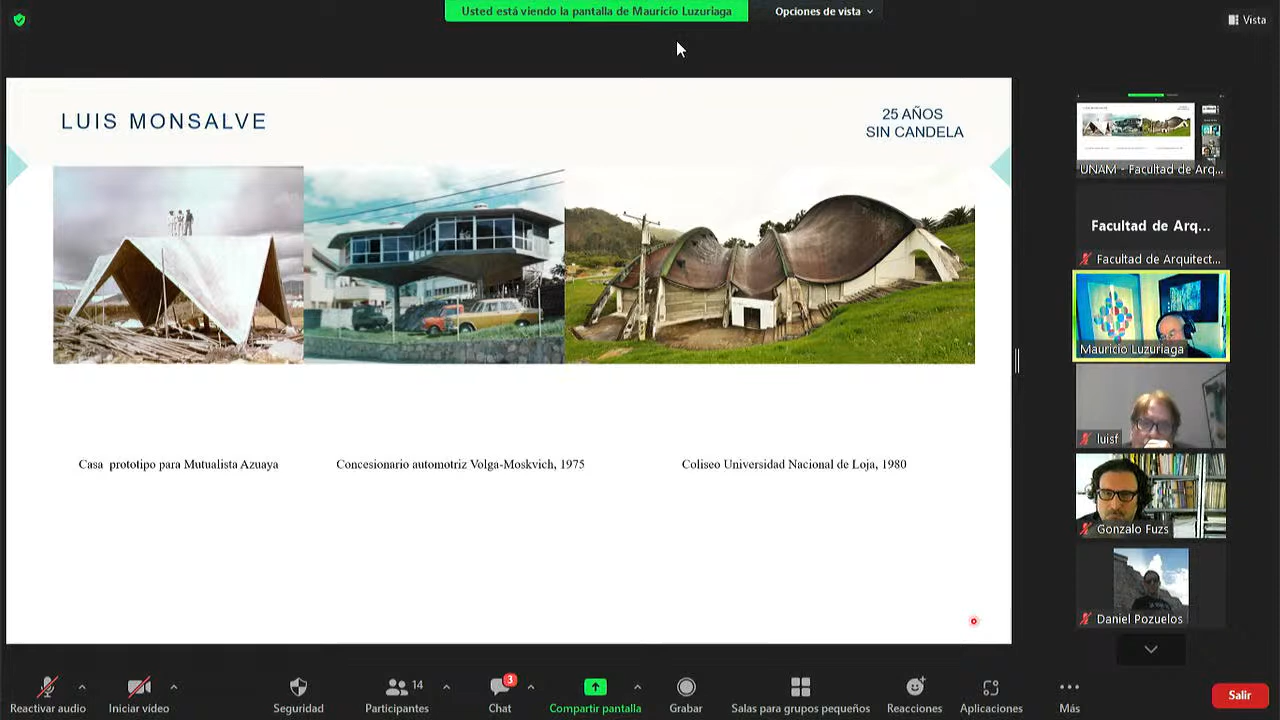 Usted está viendo la pantalla de Mauricio Luzuriaga
Opciones de vista
Vista
LUIS MONSALVE
25 AÑOS
SIN CANDELA
Casa prototipo para Mutualista Azuaya
Concesionario automotriz Volga-Moskvich, 1975
Coliseo Universidad Nacional de Loja, 1980
UNAM - Facultad de Arq...
Facultad de Arq...
Facultad de Arquitect...
Mauricio Luzuriaga
luisf
Gonzalo Fuzs
Daniel Pozuelos
Reactivar audio
Iniciar vídeo
Seguridad
14
Participantes
3
Chat
Compartir pantalla
Grabar
Salas para grupos pequeños
Reacciones
Aplicaciones
Más
Salir